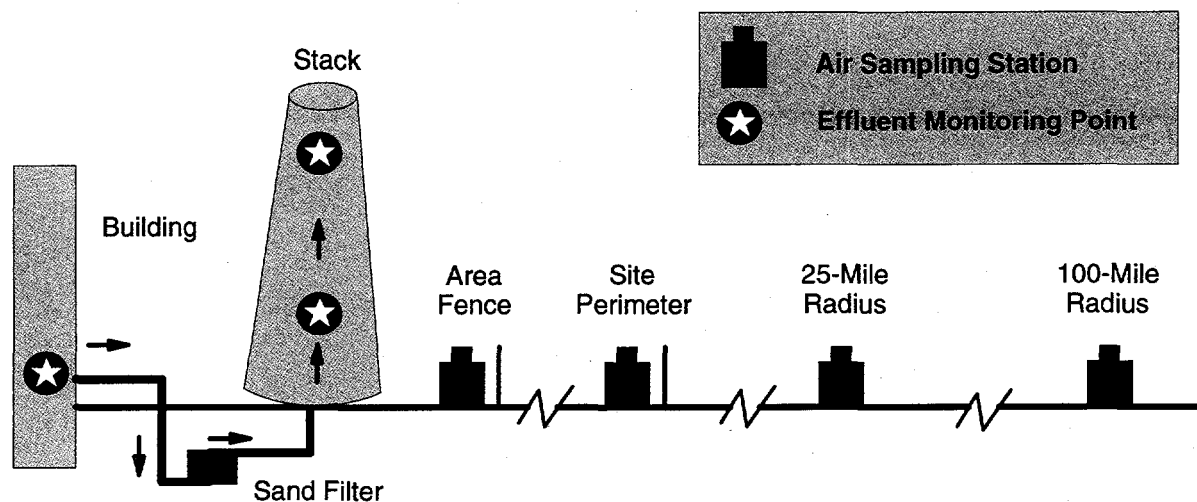 Stack
Air Sampling Station
Effluent Monitoring Point
Building
Area
Fence
Site
Perimeter
25-Mile
Radius
100-Mile
Radius
Sand Filter